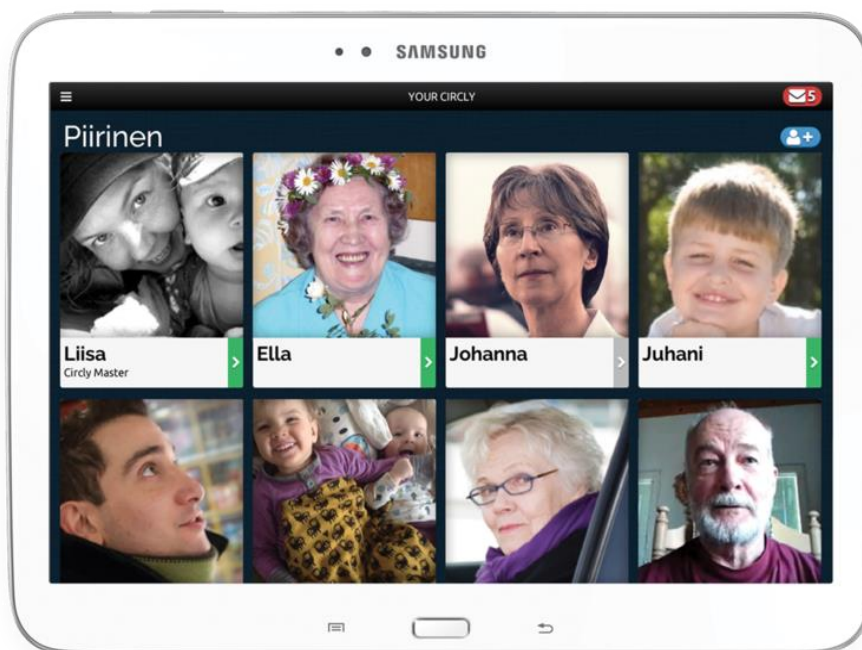 SAMSUNG
YOUR CIRCLY
5
Piirinen
Liisa
Circly Master
Ella
Johanna
Juhani